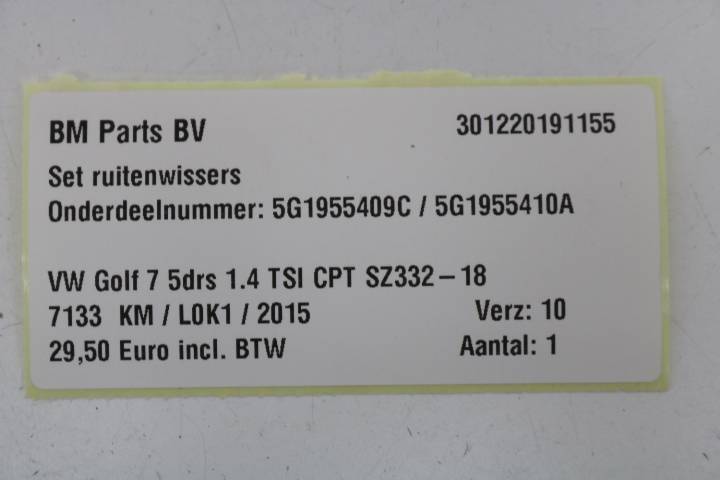 BM Parts BV 301220191155
Set ruitenwissers
Onderdeelnummer: 5G1955409C / 5G1955410A
VW Golf 7 5drs 1.4 TSI CPT SZ332-18
7133 KM / L0K1 / 2015 Verz: 10
29,50 Euro incl. BTW Aantal: 1